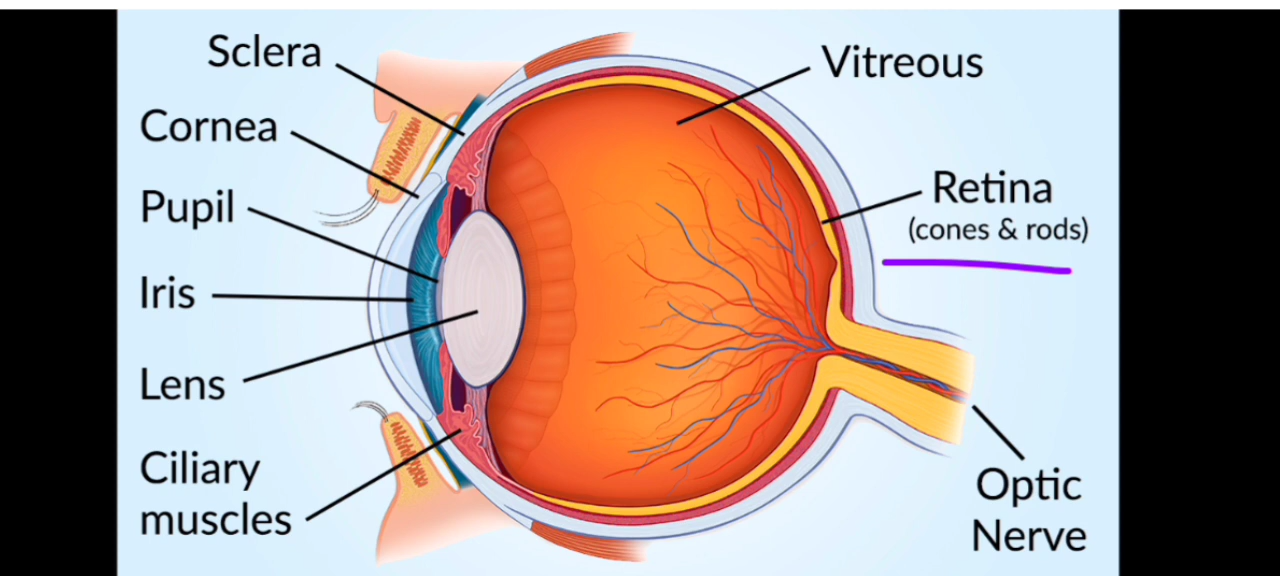 Sclera
Cornea
Pupil
Iris
Lens
Ciliary
muscles
Vitreous
Retina
(cones & rods)
Optic
Nerve